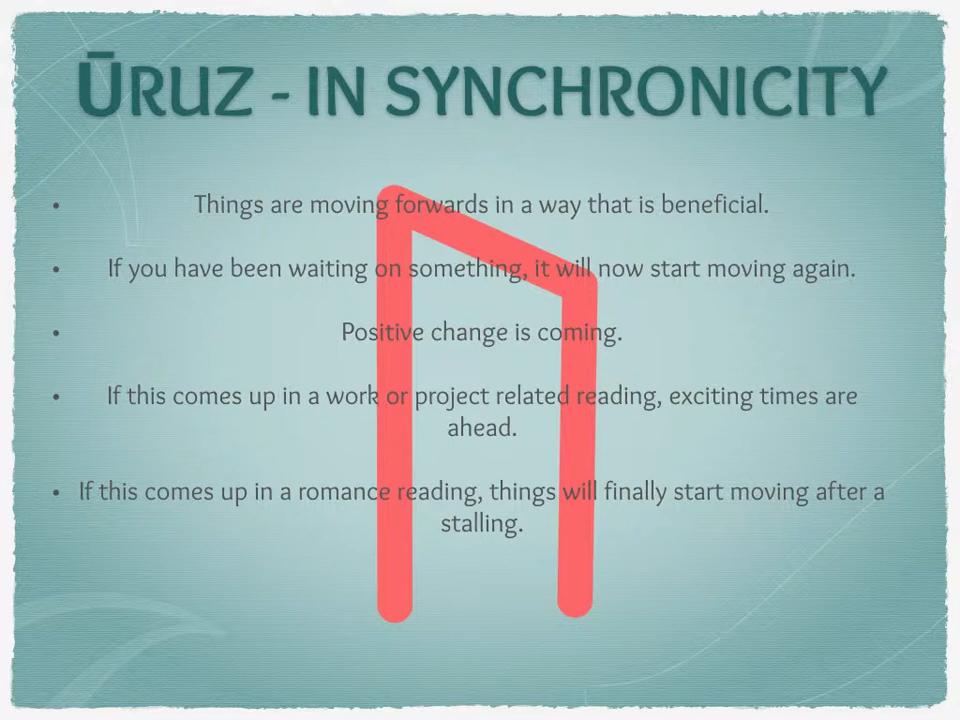 ŪRUZ - IN SYNCHRONICITY
• Things are moving forwards in a way that is beneficial.
• If you have been waiting on something, it will now start moving again.
• Positive change is coming.
• If this comes up in a work or project related reading, exciting times are
ahead.
• If this comes up in a romance reading, things will finally start moving after a
stalling.